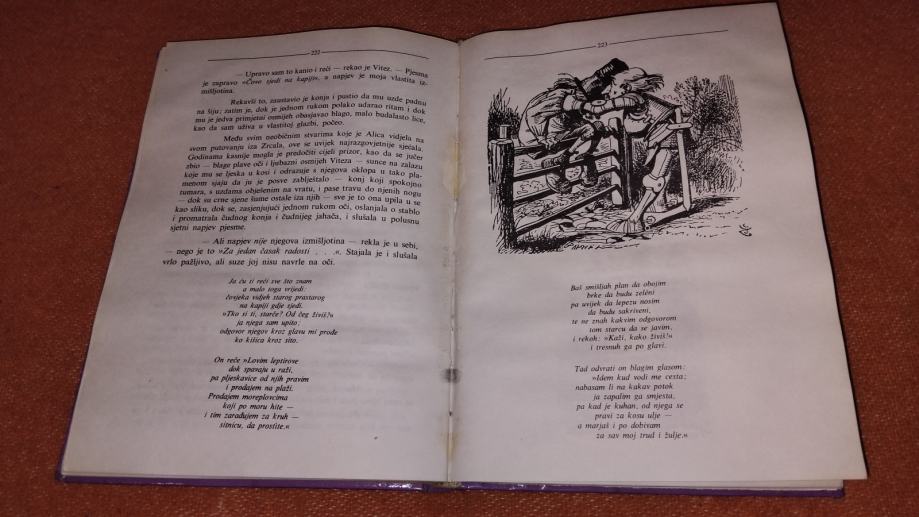 222
— Upravo sam to kanio i reći — rekao je Vitez. — Pjesma
je zapravo »Čovo sjedi na kapiji«, a napjev je moja vlastita iz-
mišljotina.
Rekavši to, zaustavio je konja i pustio da mu uzde padnu
na šiju; zatim je, dok je jednom rukom polako udarao ritam i dok
mu je jedva primjetni osmijeh obasjavao blago, malo budalasto lice,
kao da sam uživa u vlastitoj glazbi, počeo.
Među svim neobičnim stvarima koje je Alica vidjela na
svom putovanju iza Zrcala, ove se uvijek najrazgovjetnije sjećala.
Godinama kasnije mogla je predočiti cijeli prizor, kao da se jučer
zbio — blage plave oči i ljubazni osmijeh Viteza — sunce na zalazu
koje mu se ljeska u kosi i odrazuje s njegova oklopa u tako pla-
menom sjaju da ju je posve zablještalo — konj koji spokojno
tumara, s uzdama obješenim na vratu, i pase travu do njenih nogu
— dok su crne sjene šume ostale iza njih — sve je to ona upila u se
kao sliku, dok se, zasjenjujući jednom rukom oči, oslanjala o stablo
i promatrala čudnog konja i čudnijeg jahača, i slušala u polusnu
sjetni napjev pjesme.
— Ali napjev nije njegova izmišljotina — rekla je u sebi,
— nego je to »Za jedan časak radosti . . .«. Stajala je i slušala
vrlo pažljivo, ali suze joj nisu navrle na oči.
Ja ću ti reći sve što znam
a malo toga vrijedi:
čovjeka vidjeh starog prastarog
na kapiji gdje sjedi.
»Tko si ti, starče? Od čeg živiš?«
ja njega sam upito;
odgovor njegov kroz glavu mi prođe
ko kišica kroz sito.
On reče »Lovim leptirove
dok spavaju u raži,
pa pljeskavice od njih pravim
i prodajem na plaži.
Prodajem moreplovcima
koji po moru hite —
i tim zarađujem za kruh —
sitnicu, da prostite.«
223
Baš smišljah plan da obojim
brke da budu zeleni
pa uvijek da lepezu nosim
da budu sakriveni,
te ne znah kakvim odgovorom
tom starcu da se javim,
i rekoh: »Kaži, kako živiš!«
i tresnuh ga po glavi.
Tad odvrati on blagim glasom:
»Idem kud vodi me cesta;
nabasam li na kakav potok
ja zapalim ga smjesta,
pa kad je kuhan, od njega se
pravi za kosu ulje —
a marjaš i po dobivam
za sav moj trud i žulje.«